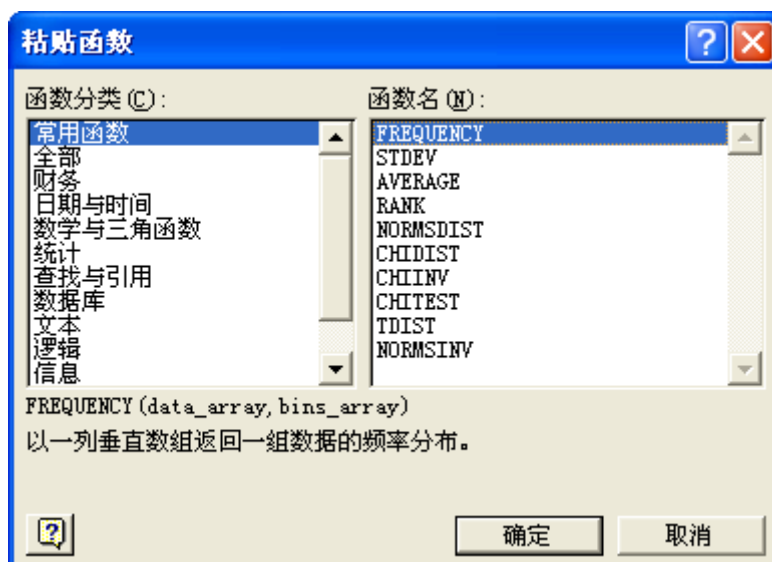 粘贴函数
函数分类(C):
常用函数
全部
财务
日期与时间
数学与三角函数
统计
查找与引用
数据库
文本
逻辑
信息
函数名(N):
FREQUENCY
STDEV
AVERAGE
RANK
NORMSDIST
CHIDIST
CHIINV
CHITEST
TDIST
NORMSINV
FREQUENCY(data_array,bins_array)
以一列垂直数组返回一组数据的频率分布。
确定
取消